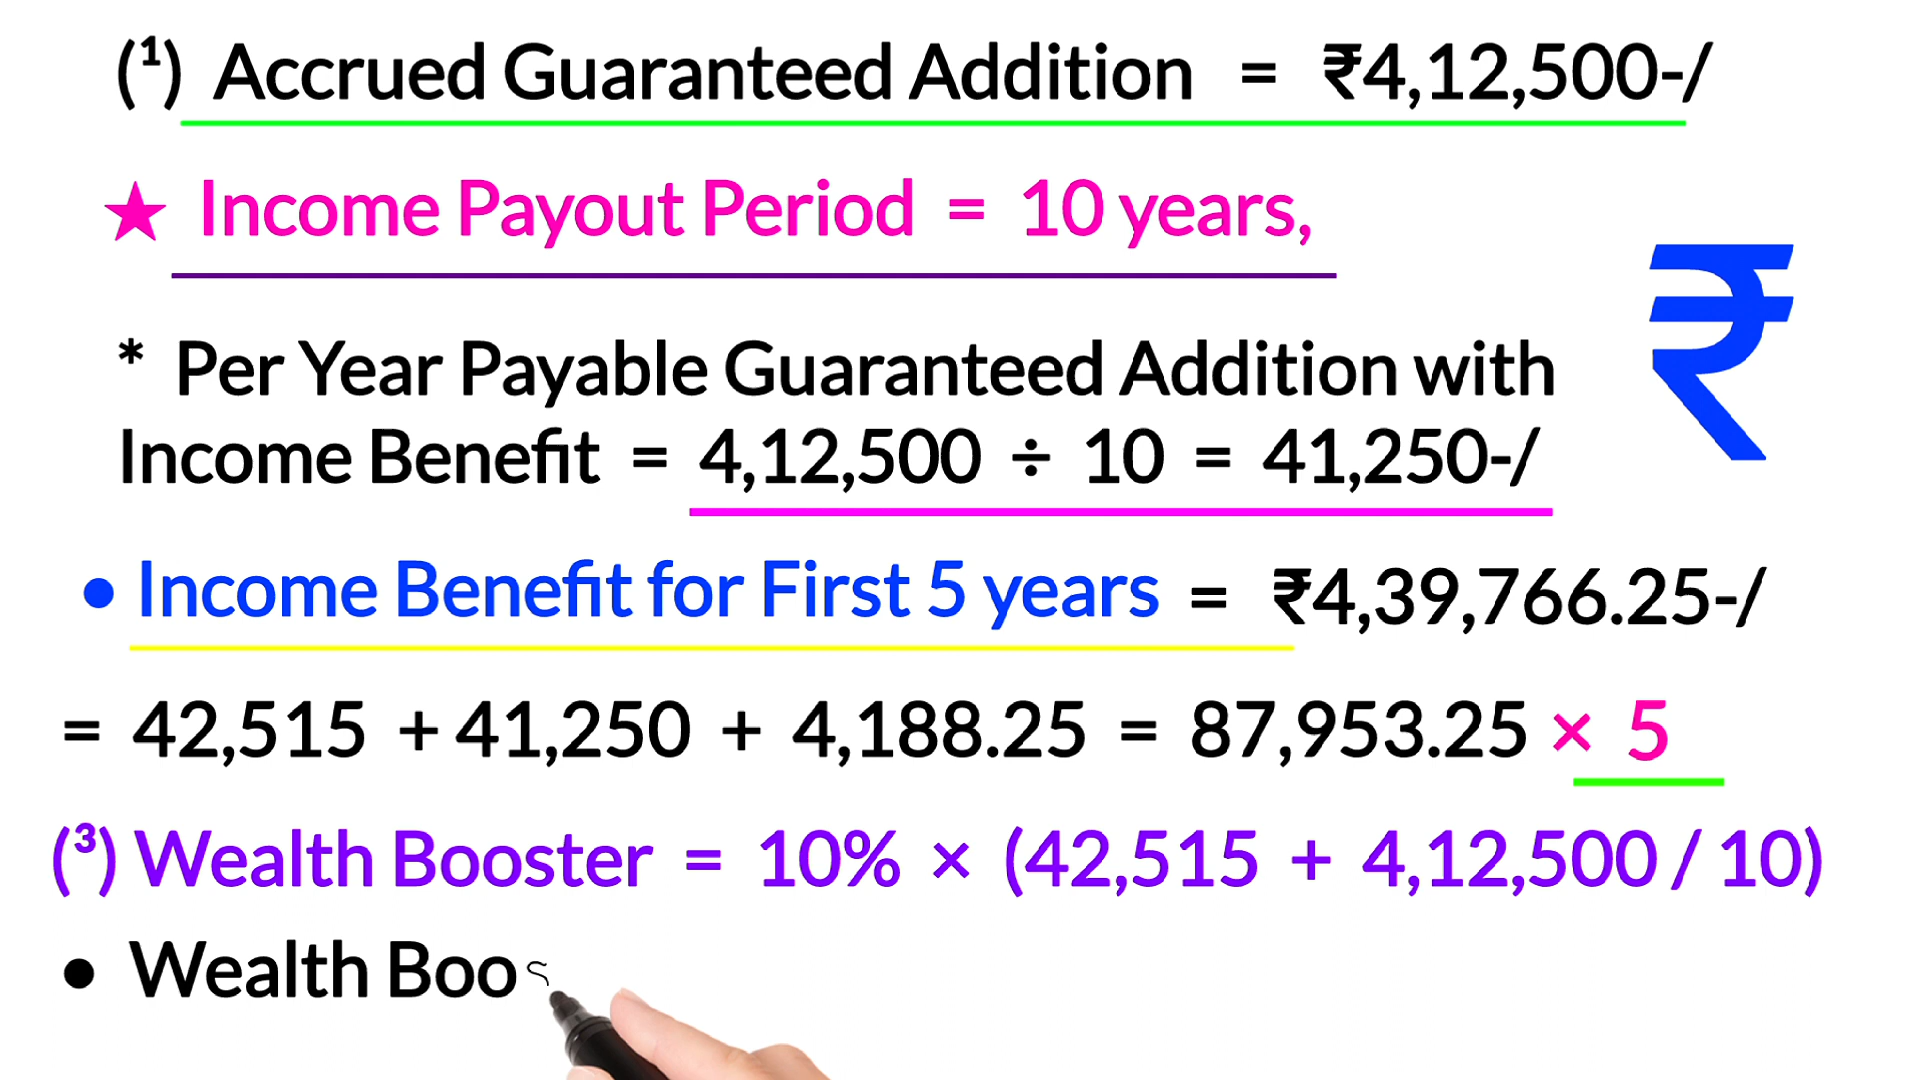 (¹) Accrued Guaranteed Addition = ₹4,12,500-/
★ Income Payout Period = 10 years,
* Per Year Payable Guaranteed Addition with
Income Benefit = 4,12,500 ÷ 10 = 41,250-/
₹
• Income Benefit for First 5 years = ₹4,39,766.25-/
= 42,515 + 41,250 + 4,188.25 = 87,953.25 × 5
(³) Wealth Booster = 10% × (42,515 + 4,12,500 / 10)
• Wealth Boos